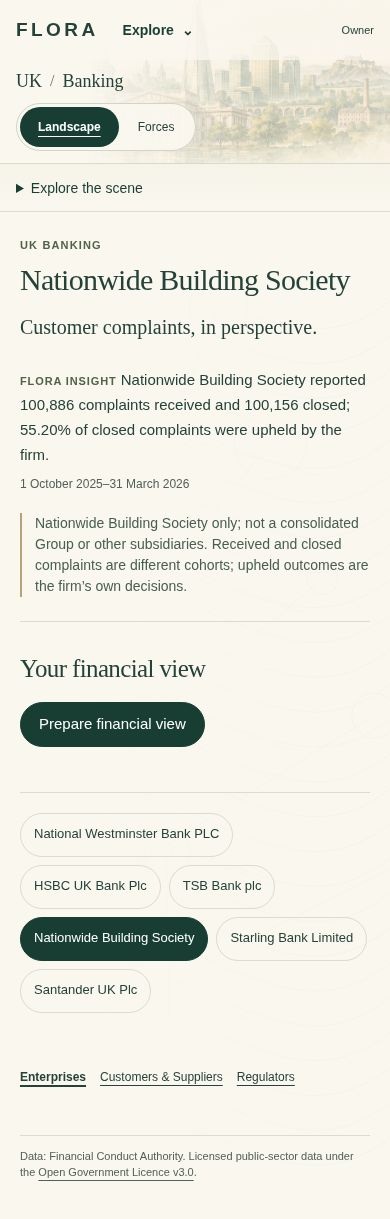 FLORA Explore Owner
UK / Banking
Landscape Forces
Explore the scene
UK BANKING
Nationwide Building Society
Customer complaints, in perspective.
FLORA INSIGHT Nationwide Building Society reported
100,886 complaints received and 100,156 closed;
55.20% of closed complaints were upheld by the
firm.
1 October 2025–31 March 2026
Nationwide Building Society only; not a consolidated
Group or other subsidiaries. Received and closed
complaints are different cohorts; upheld outcomes are
the firm’s own decisions.
Your financial view
Prepare financial view
National Westminster Bank PLC
HSBC UK Bank Plc TSB Bank plc
Nationwide Building Society Starling Bank Limited
Santander UK Plc
Enterprises Customers & Suppliers Regulators
Data: Financial Conduct Authority. Licensed public-sector data under
the Open Government Licence v3.0.